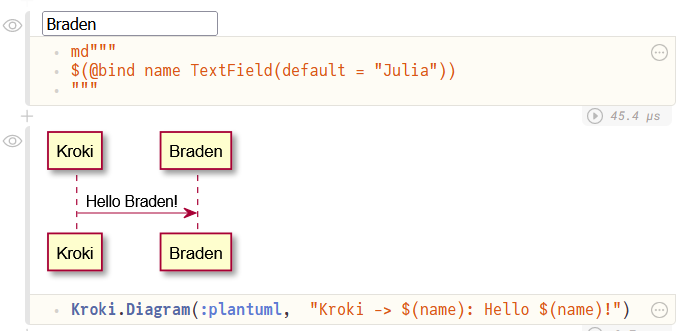 Braden
md"""
$(@bind name TextField(default = "Julia"))
"""
45.4 μs
Kroki Braden
Hello Braden!
Kroki Braden
Kroki.Diagram(:plantuml,  "Kroki -> $(name): Hello $(name)!")